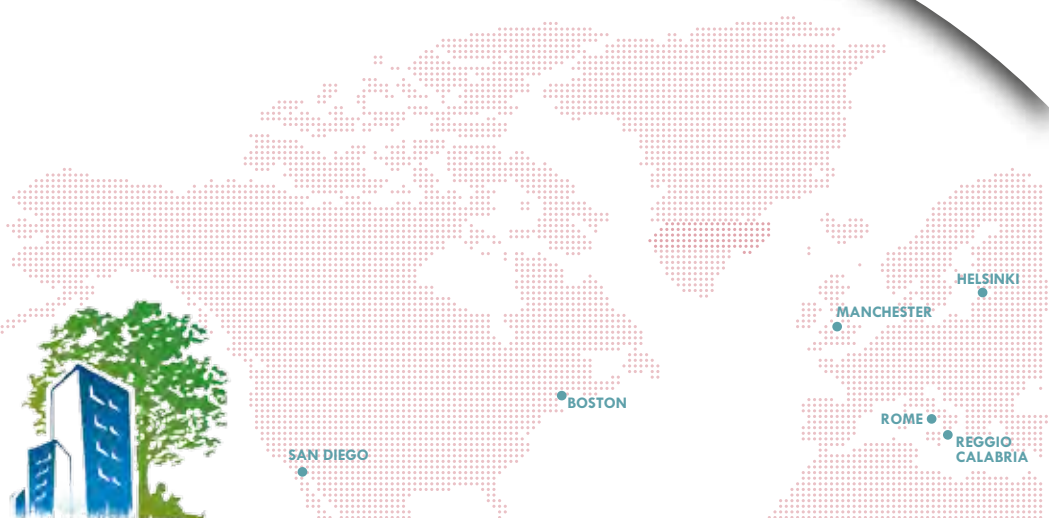 HELSINKI
MANCHESTER
BOSTON
ROME
REGGIO
CALABRIA
SAN DIEGO